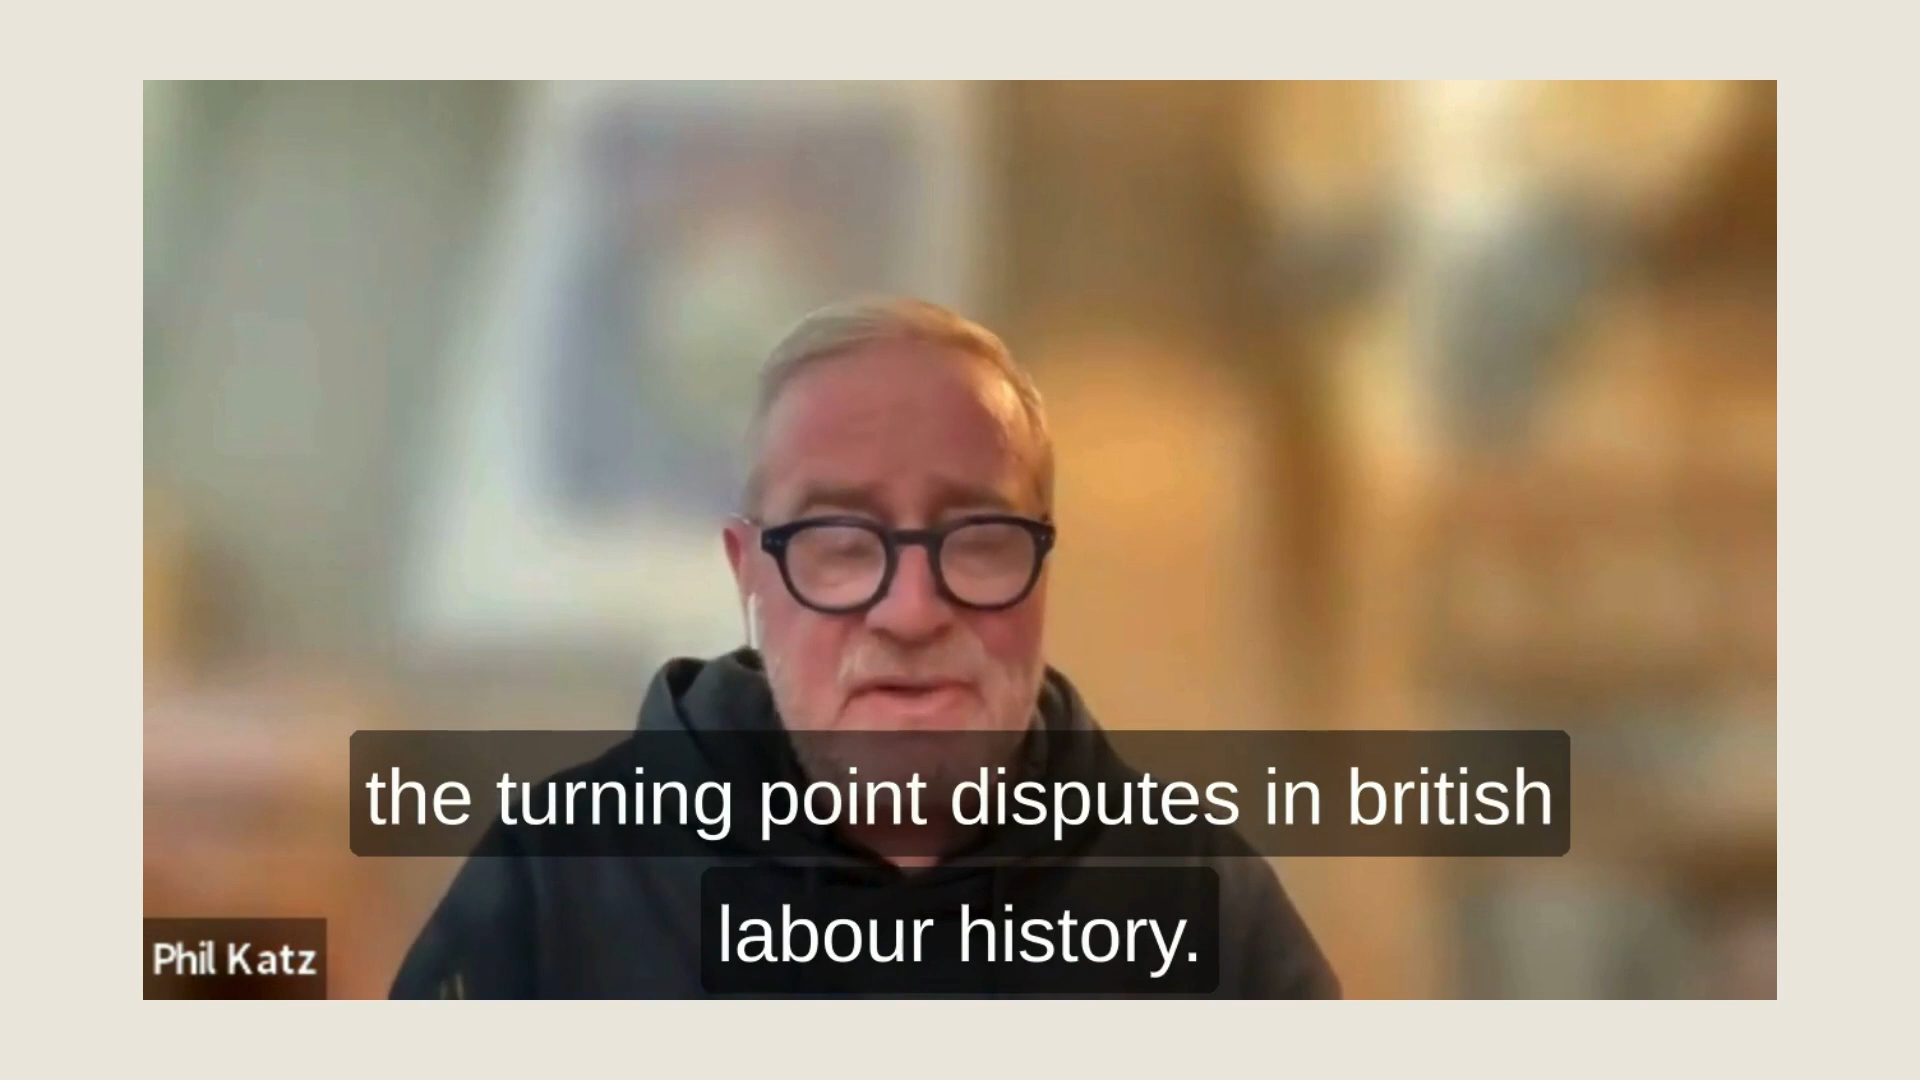 the turning point disputes in british
labour history.
Phil Katz